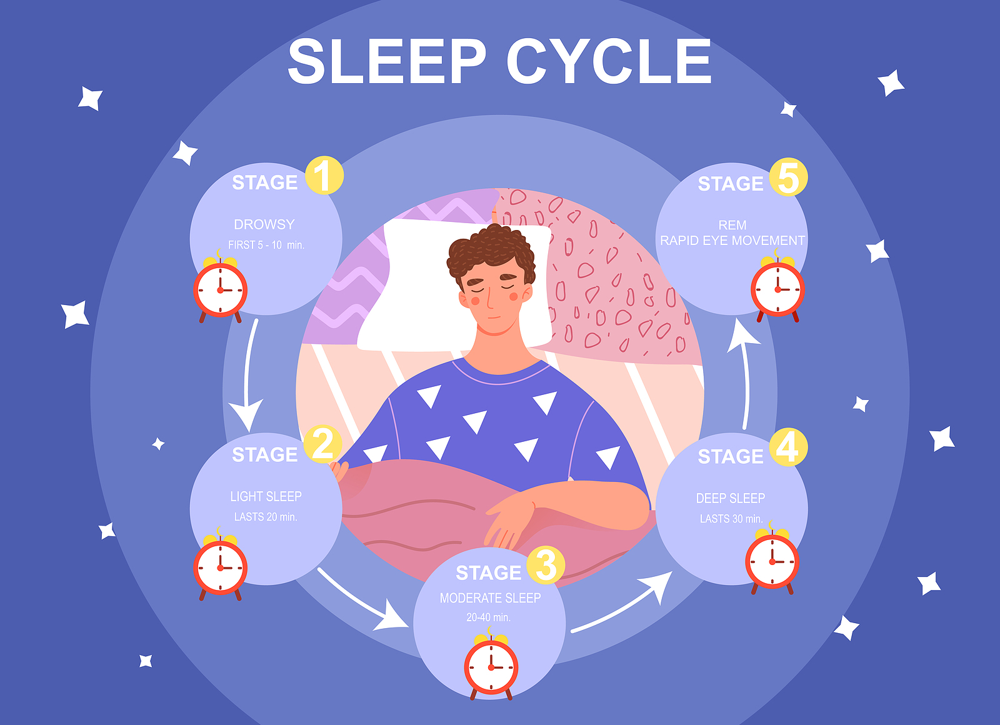 SLEEP CYCLE
STAGE 1
DROWSY
FIRST 5 - 10 min.
STAGE 2
LIGHT SLEEP
LASTS 20 min.
STAGE 3
MODERATE SLEEP
20-40 min.
STAGE 4
DEEP SLEEP
LASTS 30 min.
STAGE 5
REM
RAPID EYE MOVEMENT